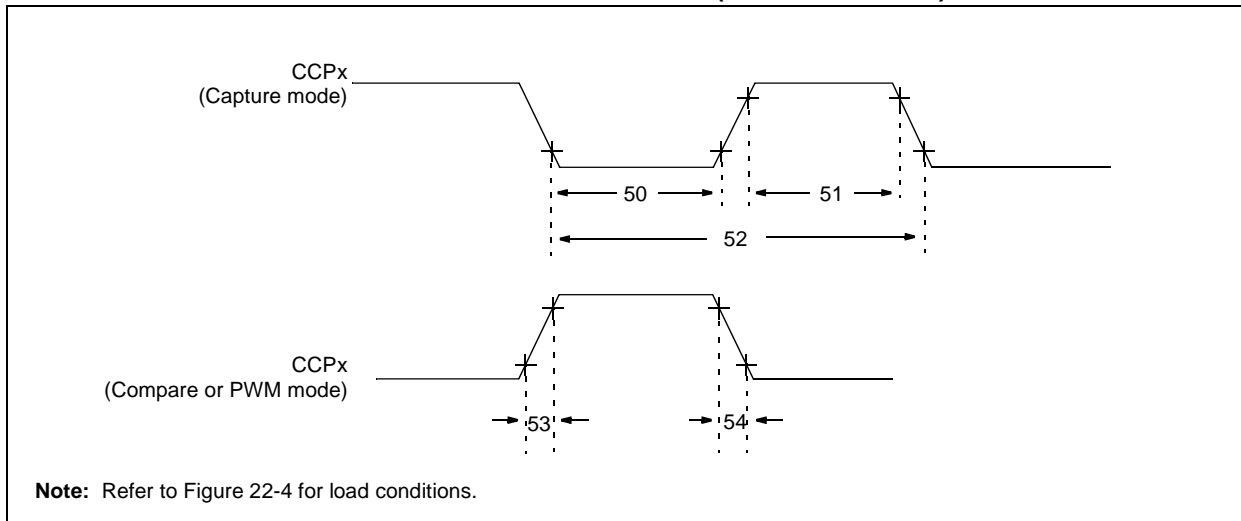 CCPx
(Capture mode)
50
51
52
CCPx
(Compare or PWM mode)
53
54
Note: Refer to Figure 22-4 for load conditions.